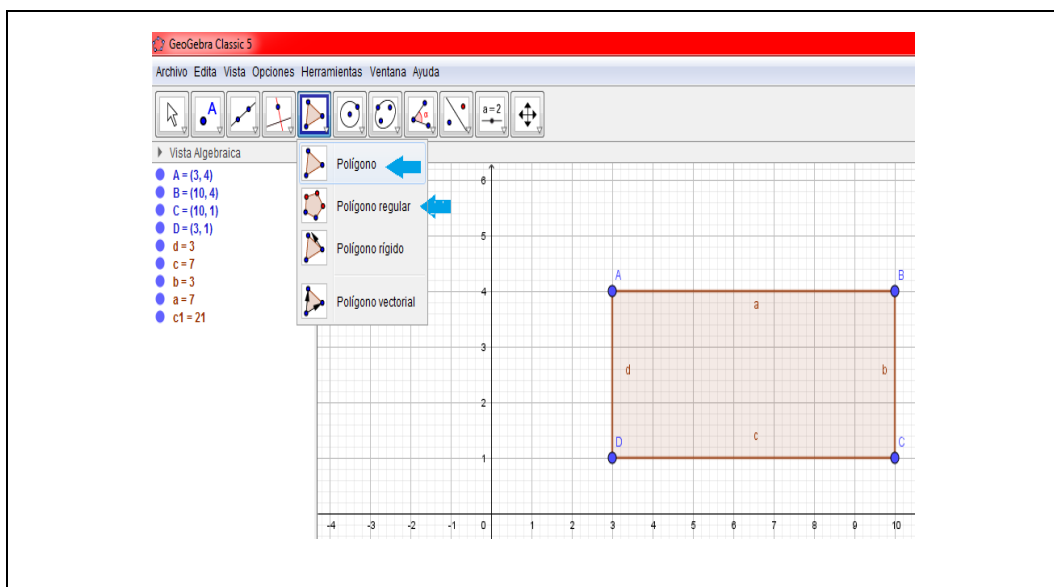 GeoGebra Classic 5
Archivo Edita Vista Opciones Herramientas Ventana Ayuda
A
α
a=2
Vista Algebraica
A = (3, 4)
B = (10, 4)
C = (10, 1)
D = (3, 1)
d = 3
c = 7
b = 3
a = 7
c1 = 21
Polígono
Polígono regular
Polígono rígido
Polígono vectorial
6
5
4
3
2
1
A
B
a
d
b
c
D
C
-4 -3 -2 -1 0 1 2 3 4 5 6 7 8 9 10